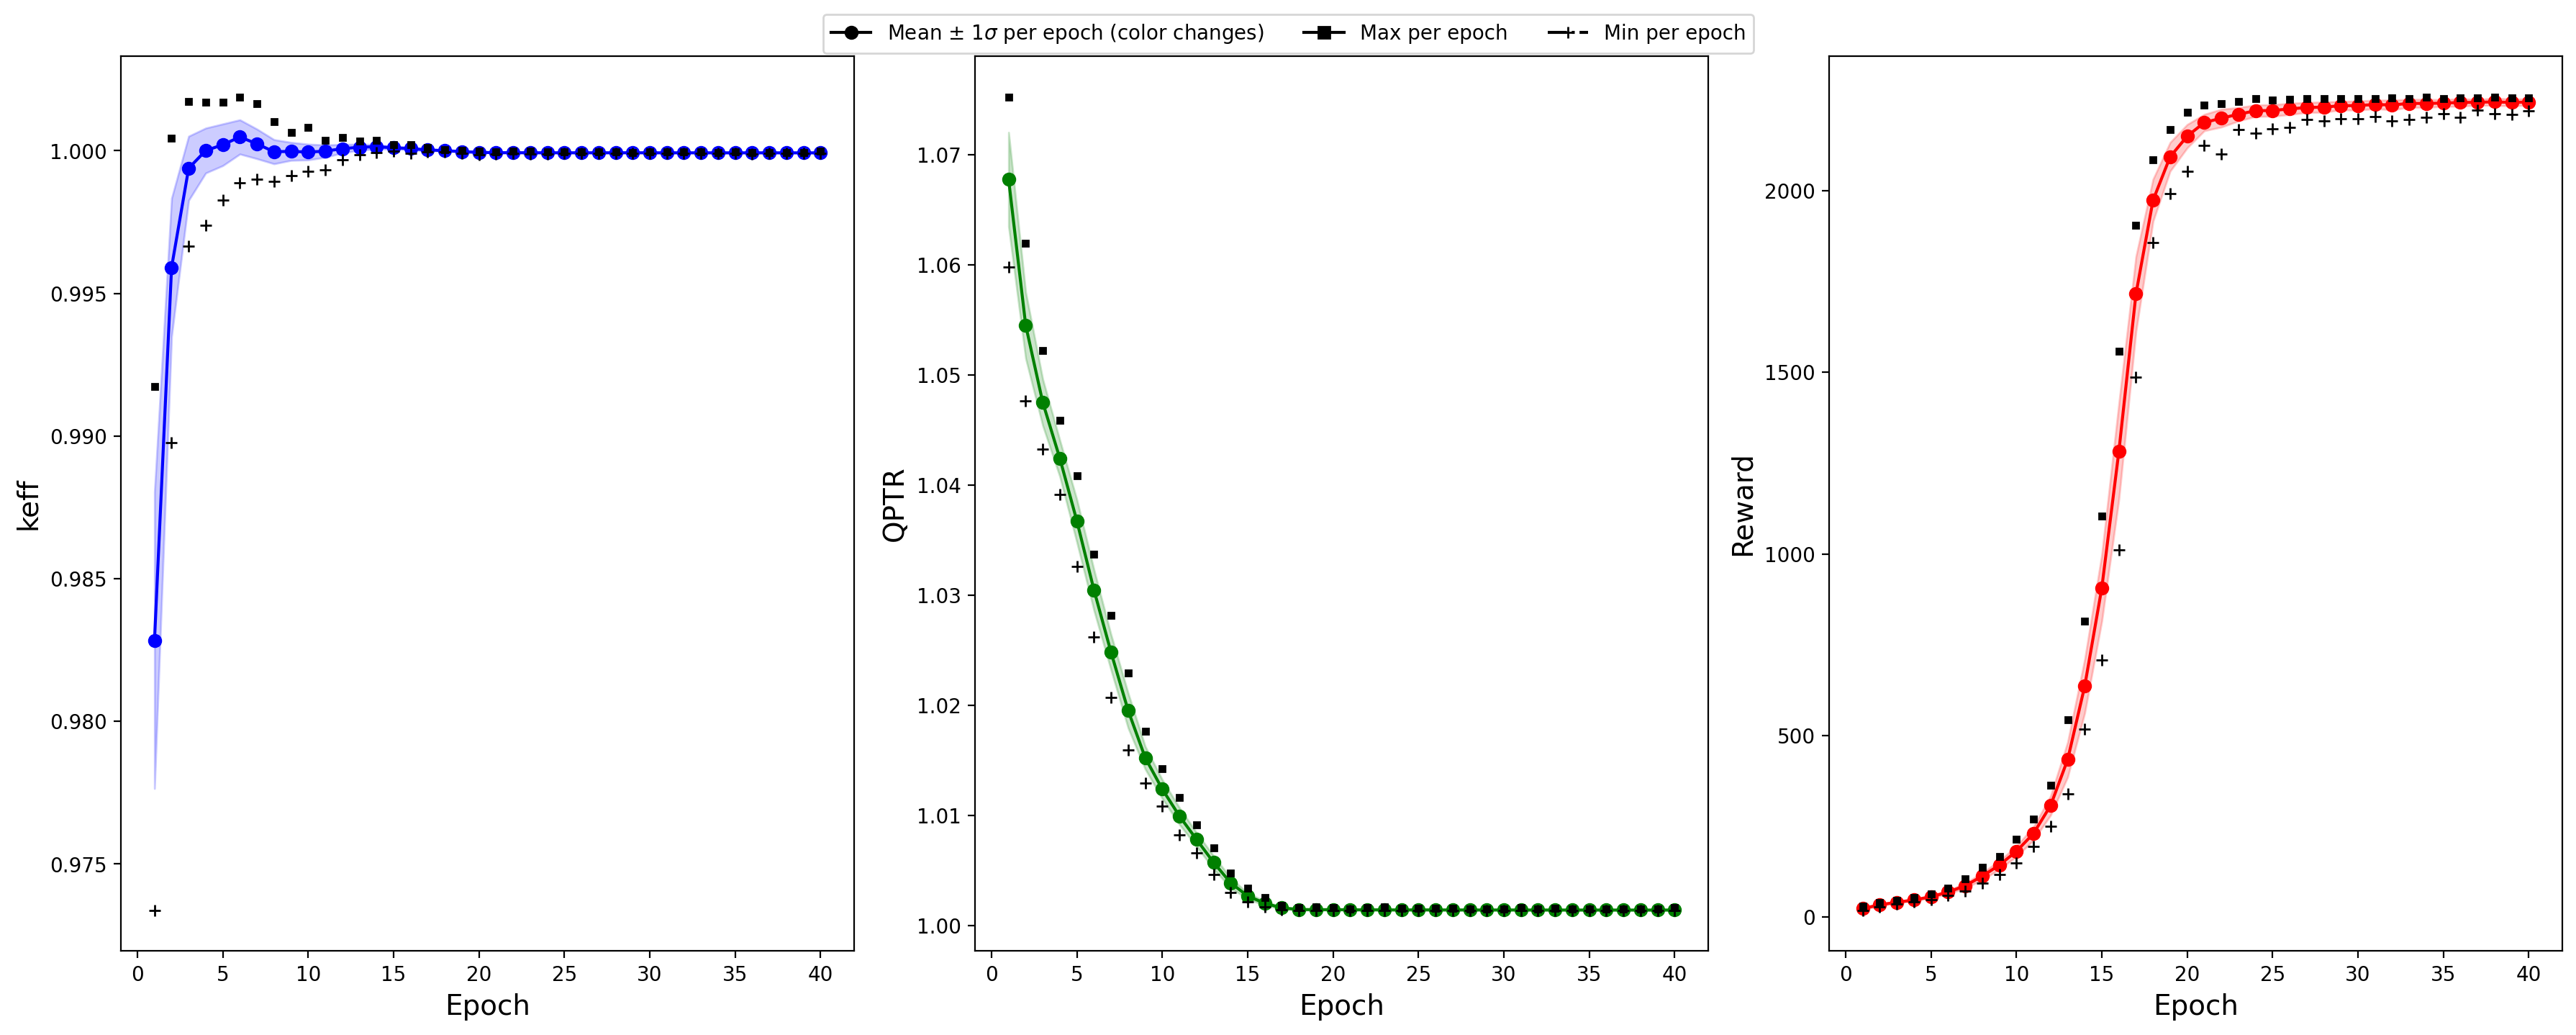 Mean ± 1σ per epoch (color changes) Max per epoch Min per epoch
keff
1.000
0.995
0.990
0.985
0.980
0.975
0 5 10 15 20 25 30 35 40
Epoch
QPTR
1.07
1.06
1.05
1.04
1.03
1.02
1.01
1.00
0 5 10 15 20 25 30 35 40
Epoch
Reward
2000
1500
1000
500
0
0 5 10 15 20 25 30 35 40
Epoch